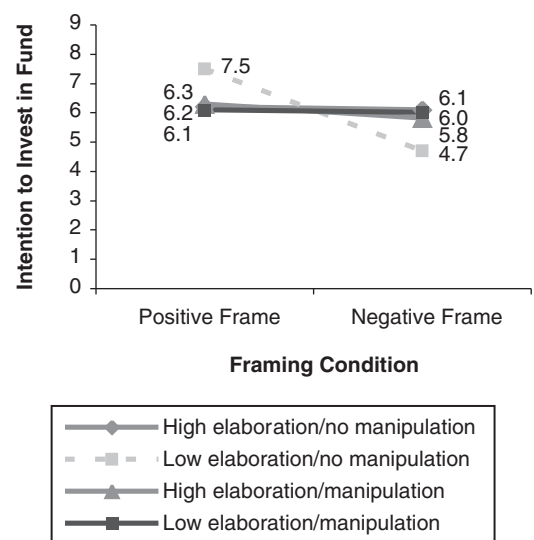 Intention to Invest in Fund
9
8
7
6
5
4
3
2
1
0
7.5
6.3
6.2
6.1
6.1
6.0
5.8
4.7
Positive Frame
Negative Frame
Framing Condition
High elaboration/no manipulation
Low elaboration/no manipulation
High elaboration/manipulation
Low elaboration/manipulation